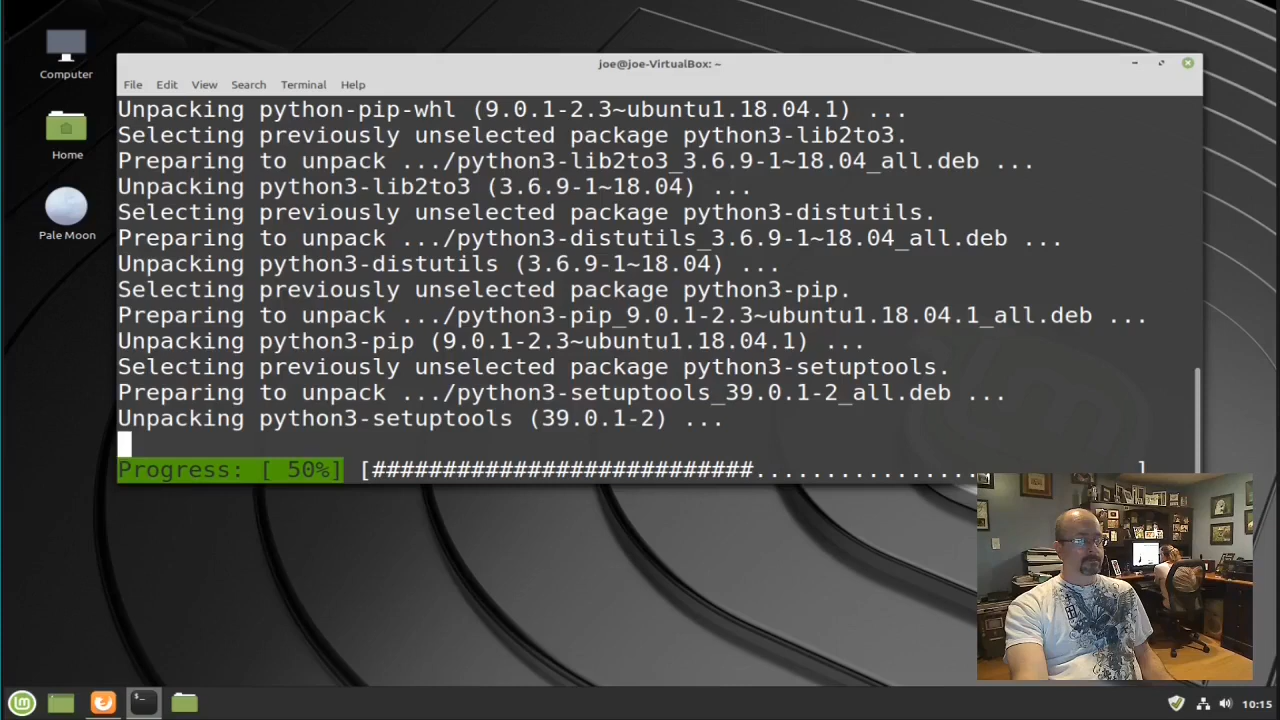 Computer
Home
Pale Moon
joe@joe-VirtualBox: ~
File Edit View Search Terminal Help
Unpacking python-pip-whl (9.0.1-2.3~ubuntu1.18.04.1) ...
Selecting previously unselected package python3-lib2to3.
Preparing to unpack .../python3-lib2to3_3.6.9-1~18.04_all.deb ...
Unpacking python3-lib2to3 (3.6.9-1~18.04) ...
Selecting previously unselected package python3-distutils.
Preparing to unpack .../python3-distutils_3.6.9-1~18.04_all.deb ...
Unpacking python3-distutils (3.6.9-1~18.04) ...
Selecting previously unselected package python3-pip.
Preparing to unpack .../python3-pip_9.0.1-2.3~ubuntu1.18.04.1_all.deb ...
Unpacking python3-pip (9.0.1-2.3~ubuntu1.18.04.1) ...
Selecting previously unselected package python3-setuptools.
Preparing to unpack .../python3-setuptools_39.0.1-2_all.deb ...
Unpacking python3-setuptools (39.0.1-2) ...
Progress: [ 50%] [###########################...........................]
10:15